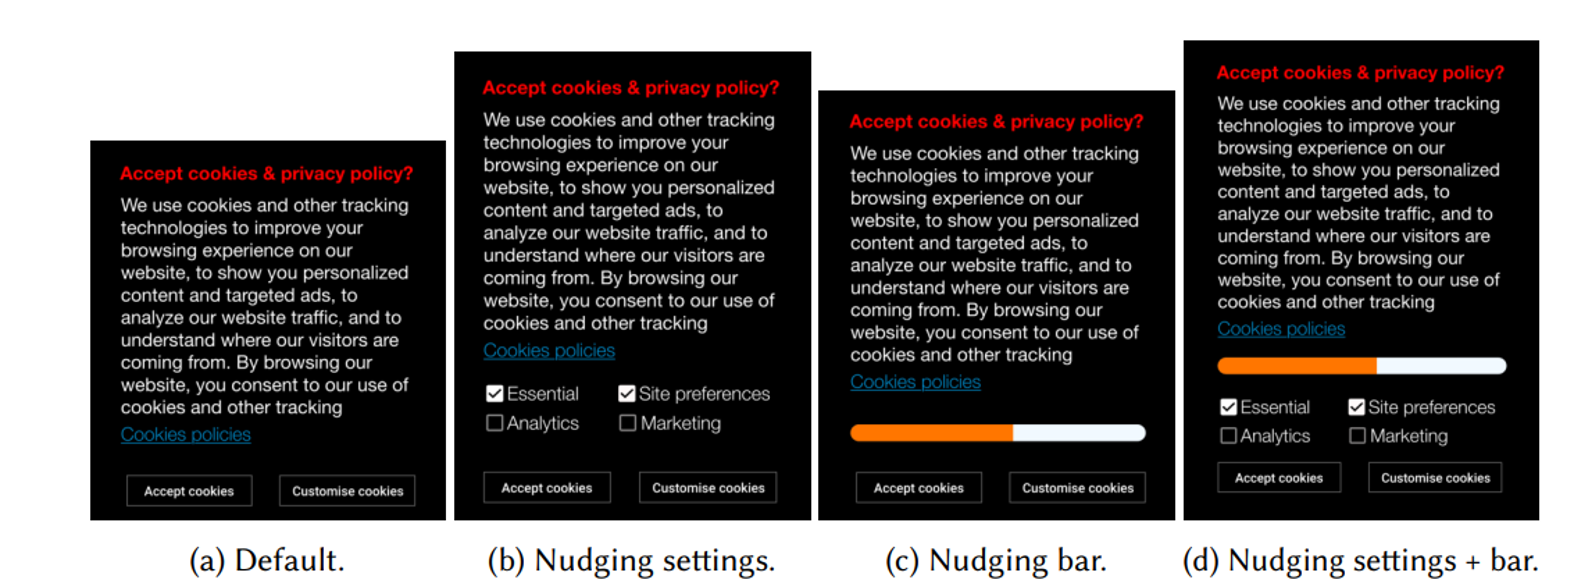 Accept cookies & privacy policy?
We use cookies and other tracking
technologies to improve your
browsing experience on our
website, to show you personalized
content and targeted ads, to
analyze our website traffic, and to
understand where our visitors are
coming from. By browsing our
website, you consent to our use of
cookies and other tracking
Cookies policies
Accept cookies
Customise cookies
(a) Default.
Accept cookies & privacy policy?
We use cookies and other tracking
technologies to improve your
browsing experience on our
website, to show you personalized
content and targeted ads, to
analyze our website traffic, and to
understand where our visitors are
coming from. By browsing our
website, you consent to our use of
cookies and other tracking
Cookies policies
Essential
Site preferences
Analytics
Marketing
Accept cookies
Customise cookies
(b) Nudging settings.
Accept cookies & privacy policy?
We use cookies and other tracking
technologies to improve your
browsing experience on our
website, to show you personalized
content and targeted ads, to
analyze our website traffic, and to
understand where our visitors are
coming from. By browsing our
website, you consent to our use of
cookies and other tracking
Cookies policies
Accept cookies
Customise cookies
(c) Nudging bar.
Accept cookies & privacy policy?
We use cookies and other tracking
technologies to improve your
browsing experience on our
website, to show you personalized
content and targeted ads, to
analyze our website traffic, and to
understand where our visitors are
coming from. By browsing our
website, you consent to our use of
cookies and other tracking
Cookies policies
Essential
Site preferences
Analytics
Marketing
Accept cookies
Customise cookies
(d) Nudging settings + bar.